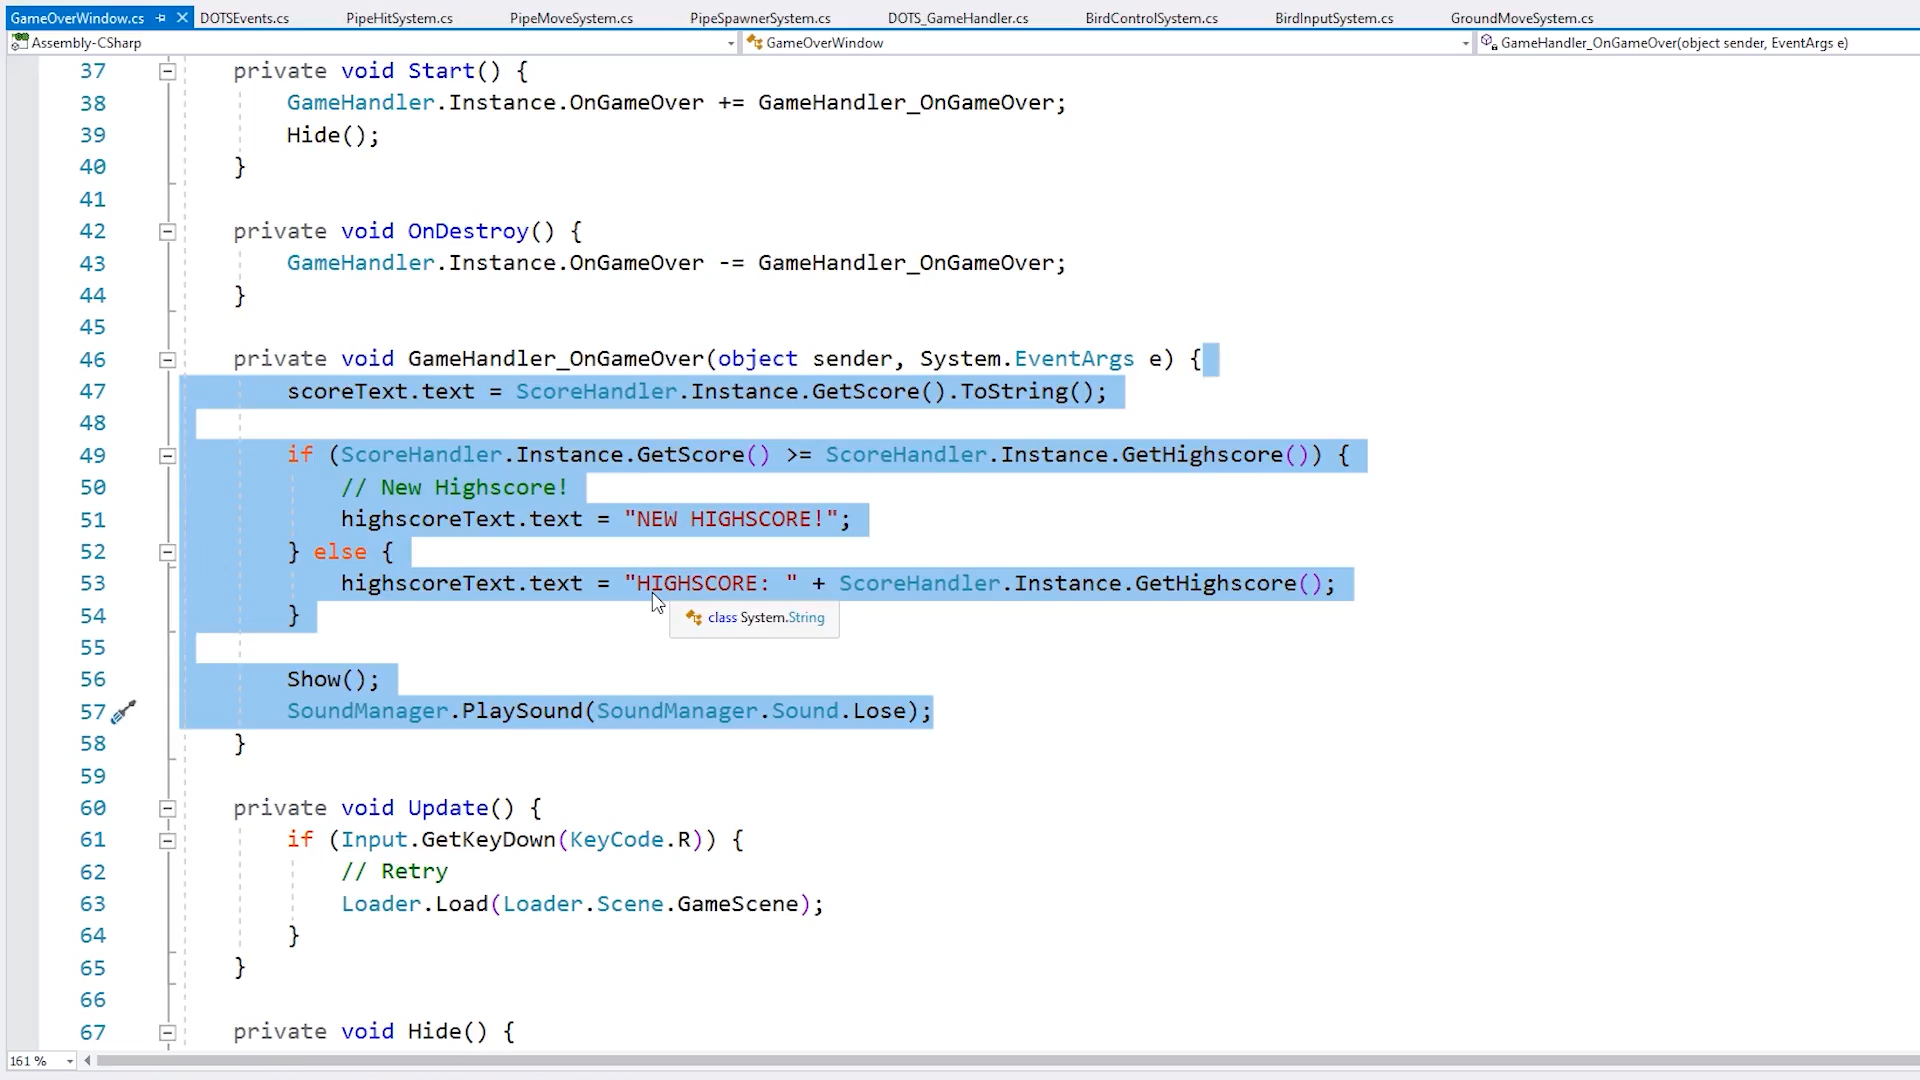 GameOverWindow.cs DOTSEvents.cs PipeHitSystem.cs PipeMoveSystem.cs PipeSpawnerSystem.cs DOTS_GameHandler.cs BirdControlSystem.cs BirdInputSystem.cs GroundMoveSystem.cs
Assembly-CSharp GameOverWindow GameHandler_OnGameOver(object sender, EventArgs e)
37 private void Start() {
38 GameHandler.Instance.OnGameOver += GameHandler_OnGameOver;
39 Hide();
40 }
41
42 private void OnDestroy() {
43 GameHandler.Instance.OnGameOver -= GameHandler_OnGameOver;
44 }
45
46 private void GameHandler_OnGameOver(object sender, System.EventArgs e) {
47 scoreText.text = ScoreHandler.Instance.GetScore().ToString();
48
49 if (ScoreHandler.Instance.GetScore() >= ScoreHandler.Instance.GetHighscore()) {
50 // New Highscore!
51 highscoreText.text = "NEW HIGHSCORE!";
52 } else {
53 highscoreText.text = "HIGHSCORE: " + ScoreHandler.Instance.GetHighscore();
54 }
class System.String
55
56 Show();
57 SoundManager.PlaySound(SoundManager.Sound.Lose);
58 }
59
60 private void Update() {
61 if (Input.GetKeyDown(KeyCode.R)) {
62 // Retry
63 Loader.Load(Loader.Scene.GameScene);
64 }
65 }
66
67 private void Hide() {
161 %